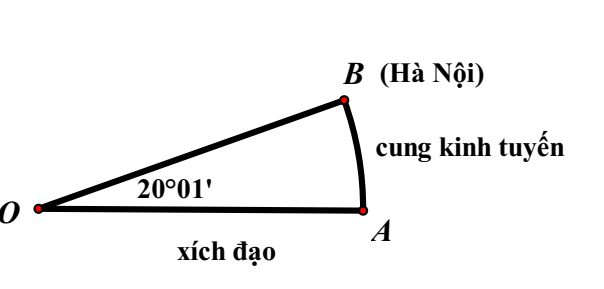 B (Hà Nội)
cung kinh tuyến
20°01'
O
A
xích đạo